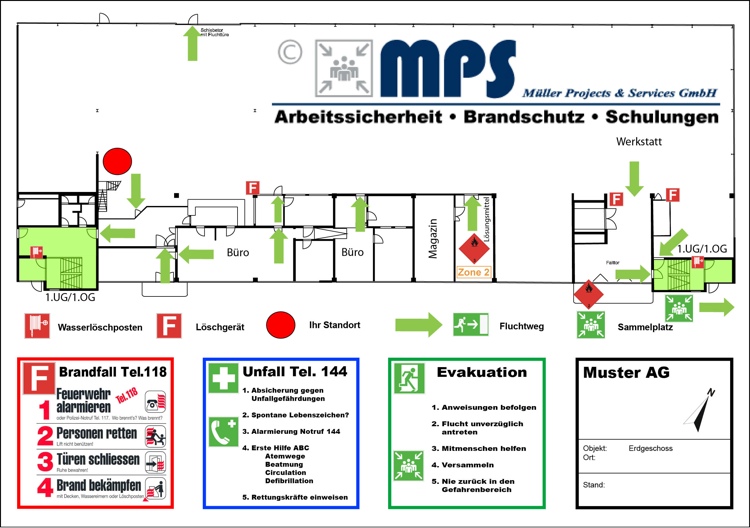 Schiebetor
mit Fluchttüre
©
MPS
Müller Projects & Services GmbH
Arbeitssicherheit • Brandschutz • Schulungen
Werkstatt
F
F
F
Büro
Büro
Magazin
Lösungsmittel
Zone 2
1.UG/1.OG
1.UG/1.OG
Wasserlöschposten
F
Löschgerät
Ihr Standort
Fluchtweg
Sammelplatz
F
Brandfall Tel.118
1
Feuerwehr
alarmieren
Tel. 118
oder Polizei-Notruf Tel. 117. Wo brennt's? Was brennt?
2
Personen retten
Lift nicht benützen!
3
Türen schliessen
Ruhe bewahren!
4
Brand bekämpfen
mit Decken, Wassereimern oder Löschposten
Unfall Tel. 144
1. Absicherung gegen
Unfallgefährdungen
2. Spontane Lebenszeichen?
3. Alarmierung Notruf 144
4. Erste Hilfe ABC
Atemwege
Beatmung
Circulation
Defibrillation
5. Rettungskräfte einweisen
Evakuation
1. Anweisungen befolgen
2. Flucht unverzüglich
antreten
3. Mitmenschen helfen
4. Versammeln
5. Nie zurück in den
Gefahrenbereich
Muster AG
Objekt: Erdgeschoss
Ort:
Stand: